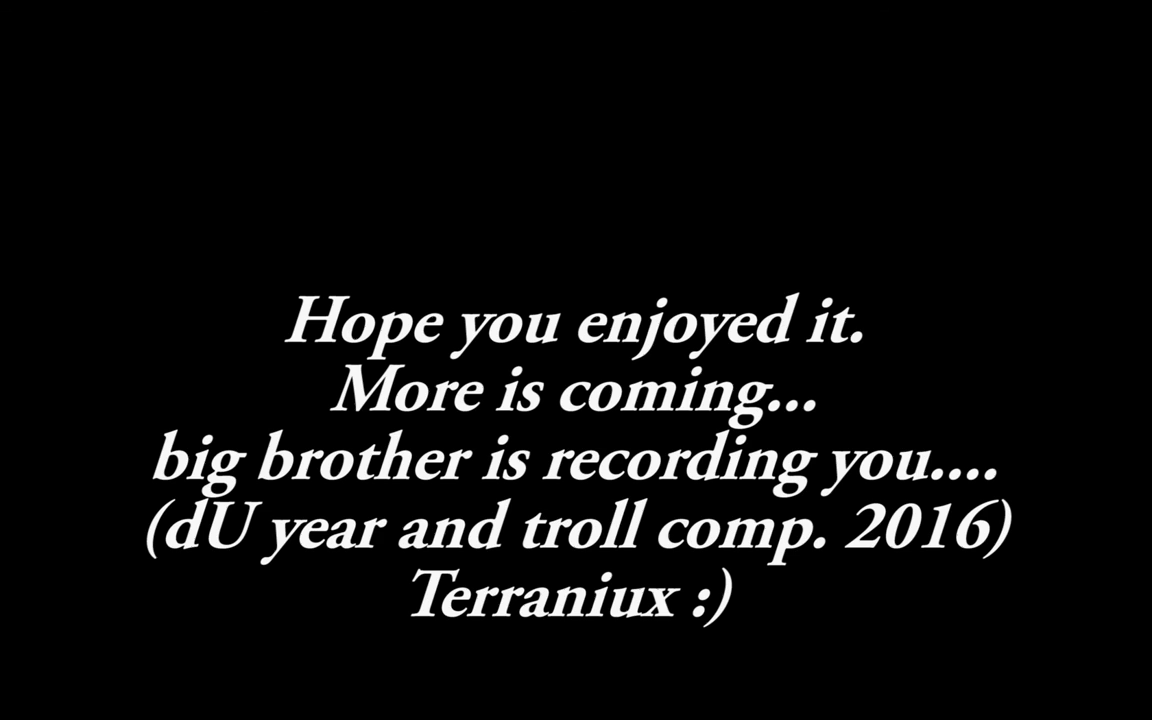 Hope you enjoyed it.
More is coming...
big brother is recording you....
(dU year and troll comp. 2016)
Terraniux :)